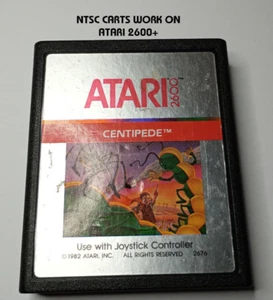 NTSC CARTS WORK ON
ATARI 2600+
ATARI 2600™
CENTIPEDE™
Use with Joystick Controller
©1982 ATARI, INC. ALL RIGHTS RESERVED 2676